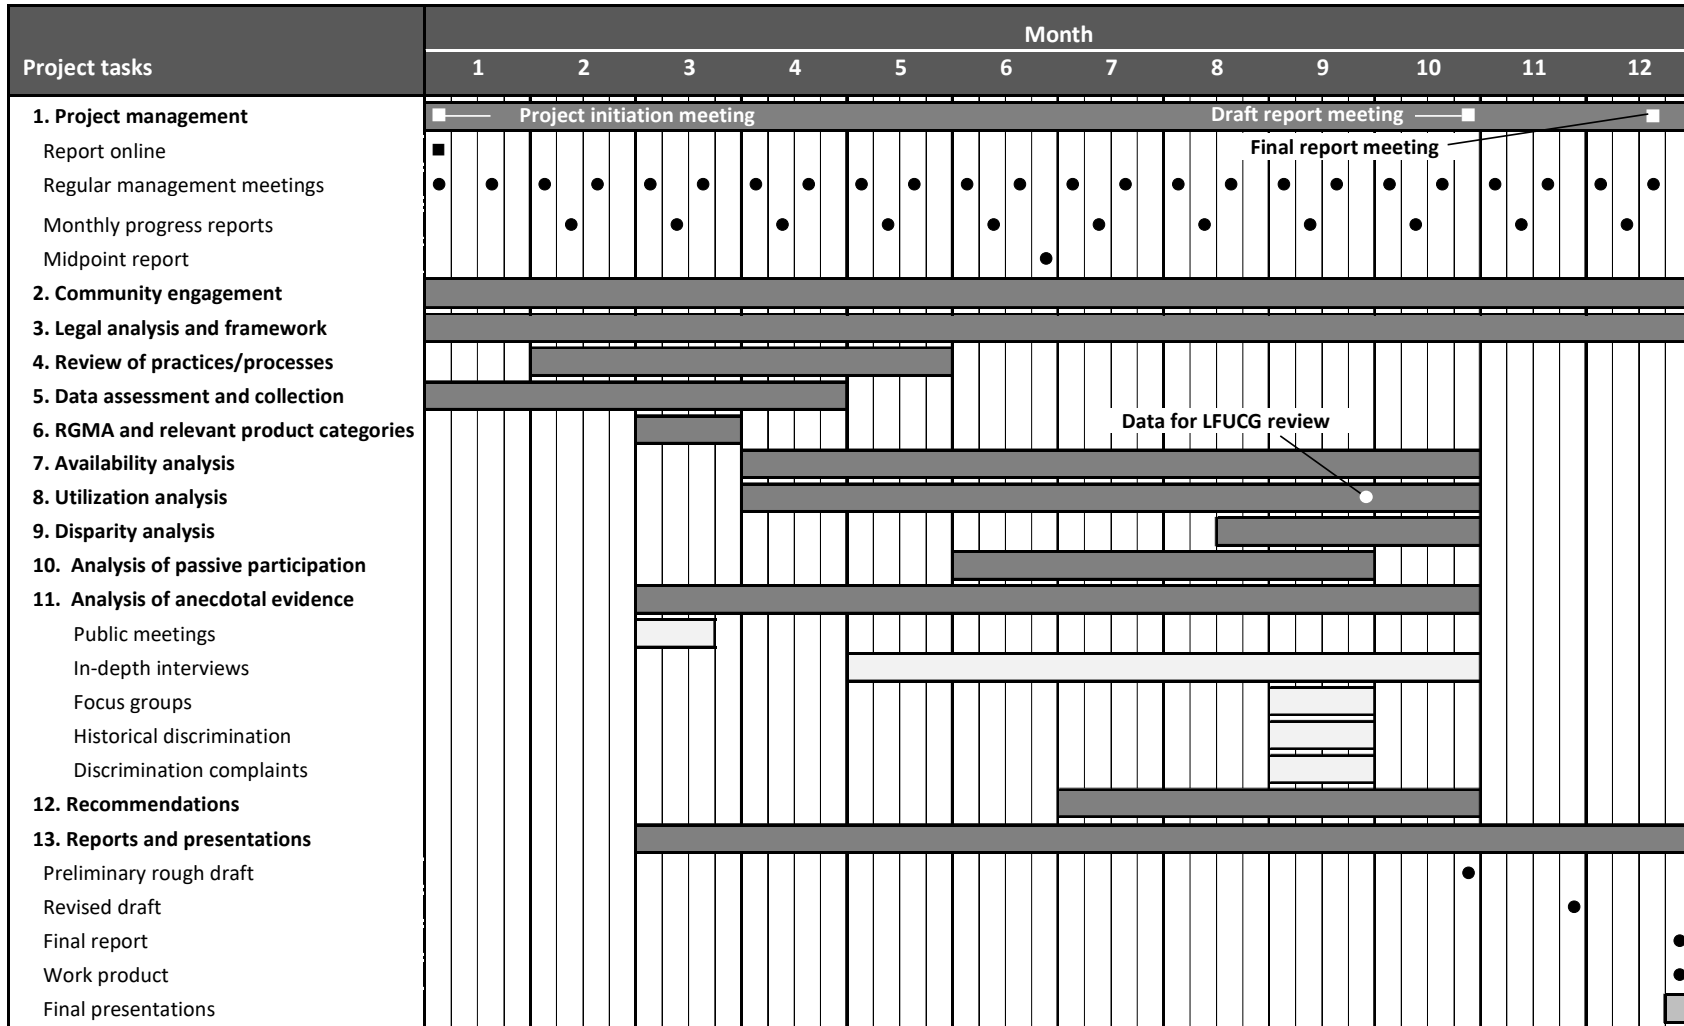 Month
Project tasks 1 2 3 4 5 6 7 8 9 10 11 12
1. Project management Project initiation meeting Draft report meeting
Report online Final report meeting
Regular management meetings
Monthly progress reports
Midpoint report
2. Community engagement
3. Legal analysis and framework
4. Review of practices/processes
5. Data assessment and collection
6. RGMA and relevant product categories Data for LFUCG review
7. Availability analysis
8. Utilization analysis
9. Disparity analysis
10. Analysis of passive participation
11. Analysis of anecdotal evidence
Public meetings
In-depth interviews
Focus groups
Historical discrimination
Discrimination complaints
12. Recommendations
13. Reports and presentations
Preliminary rough draft
Revised draft
Final report
Work product
Final presentations